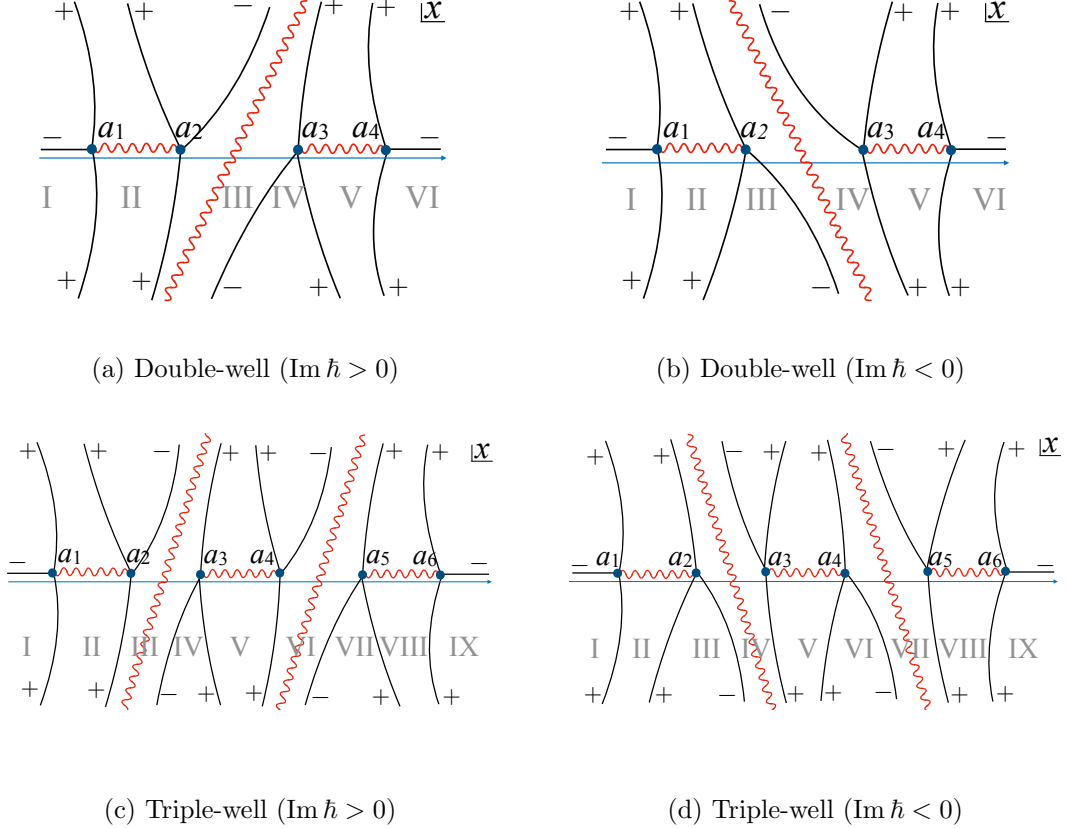 + + − + + x + + − + + x
− a1 a2 a3 a4 − − a1 a2 a3 a4 −
I II III IV V VI I II III IV V VI
+ + − + + + + − + +
(a) Double-well (Im ℏ > 0) (b) Double-well (Im ℏ < 0)
+ + − + + − + + x + + − + + − + + x
− a1 a2 a3 a4 a5 a6 − − a1 a2 a3 a4 a5 a6 −
I II III IV V VI VII VIII IX I II III IV V VI VII VIII IX
+ + − + + − + + + + − + + − + +
(c) Triple-well (Im ℏ > 0) (d) Triple-well (Im ℏ < 0)